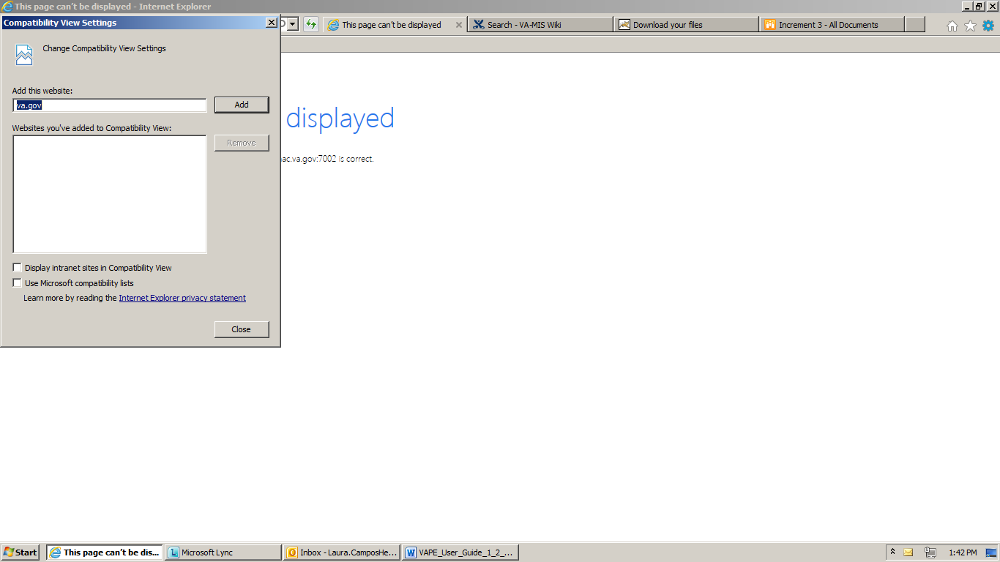 This page can't be displayed - Internet Explorer
Compatibility View Settings
This page can't be displayed
Search - VA-MIS Wiki
Download your files
Increment 3 - All Documents
Change Compatibility View Settings
Add this website:
va.gov
Add
Websites you've added to Compatibility View:
Remove
displayed
ac.va.gov:7002 is correct.
Display intranet sites in Compatibility View
Use Microsoft compatibility lists
Learn more by reading the Internet Explorer privacy statement
Close
Start
This page can't be dis...
Microsoft Lync
Inbox - Laura.CamposHe...
VAPE_User_Guide_1_2_...
1:42 PM